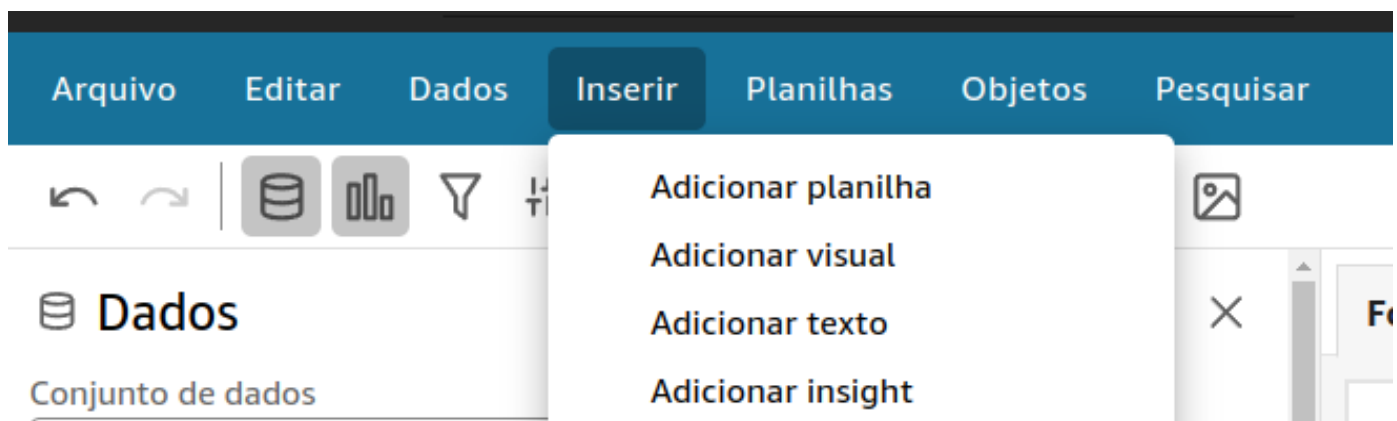 Arquivo Editar Dados Inserir Planilhas Objetos Pesquisar
Adicionar planilha
Adicionar visual
Dados
Adicionar texto
Conjunto de dados
Adicionar insight